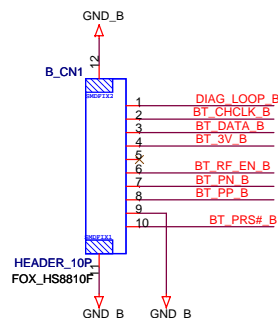 GND_B
12
B_CN1
SMDFIX2
1 DIAG_LOOP_B
2 BT_CHCLK_B
3 BT_DATA_B
4 BT_3V_B
5
6 BT_RF_EN_B
7 BT_PN_B
8 BT_PP_B
9
10 BT_PRS#_B
SMDFIX1
HEADER_10P
11
FOX_HS8810F
GND_B GND_B